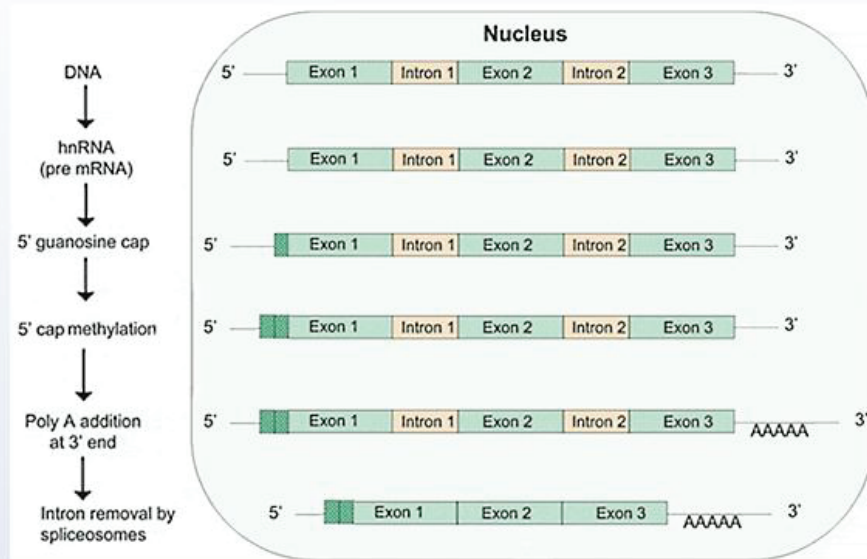 Nucleus
DNA
5' Exon 1 Intron 1 Exon 2 Intron 2 Exon 3 3'
hnRNA
(pre mRNA)
5' Exon 1 Intron 1 Exon 2 Intron 2 Exon 3 3'
5' guanosine cap
5' Exon 1 Intron 1 Exon 2 Intron 2 Exon 3 3'
5' cap methylation
5' Exon 1 Intron 1 Exon 2 Intron 2 Exon 3 3'
Poly A addition
at 3' end
5' Exon 1 Intron 1 Exon 2 Intron 2 Exon 3 AAAAA 3'
Intron removal by
spliceosomes
5' Exon 1 Exon 2 Exon 3 AAAAA 3'